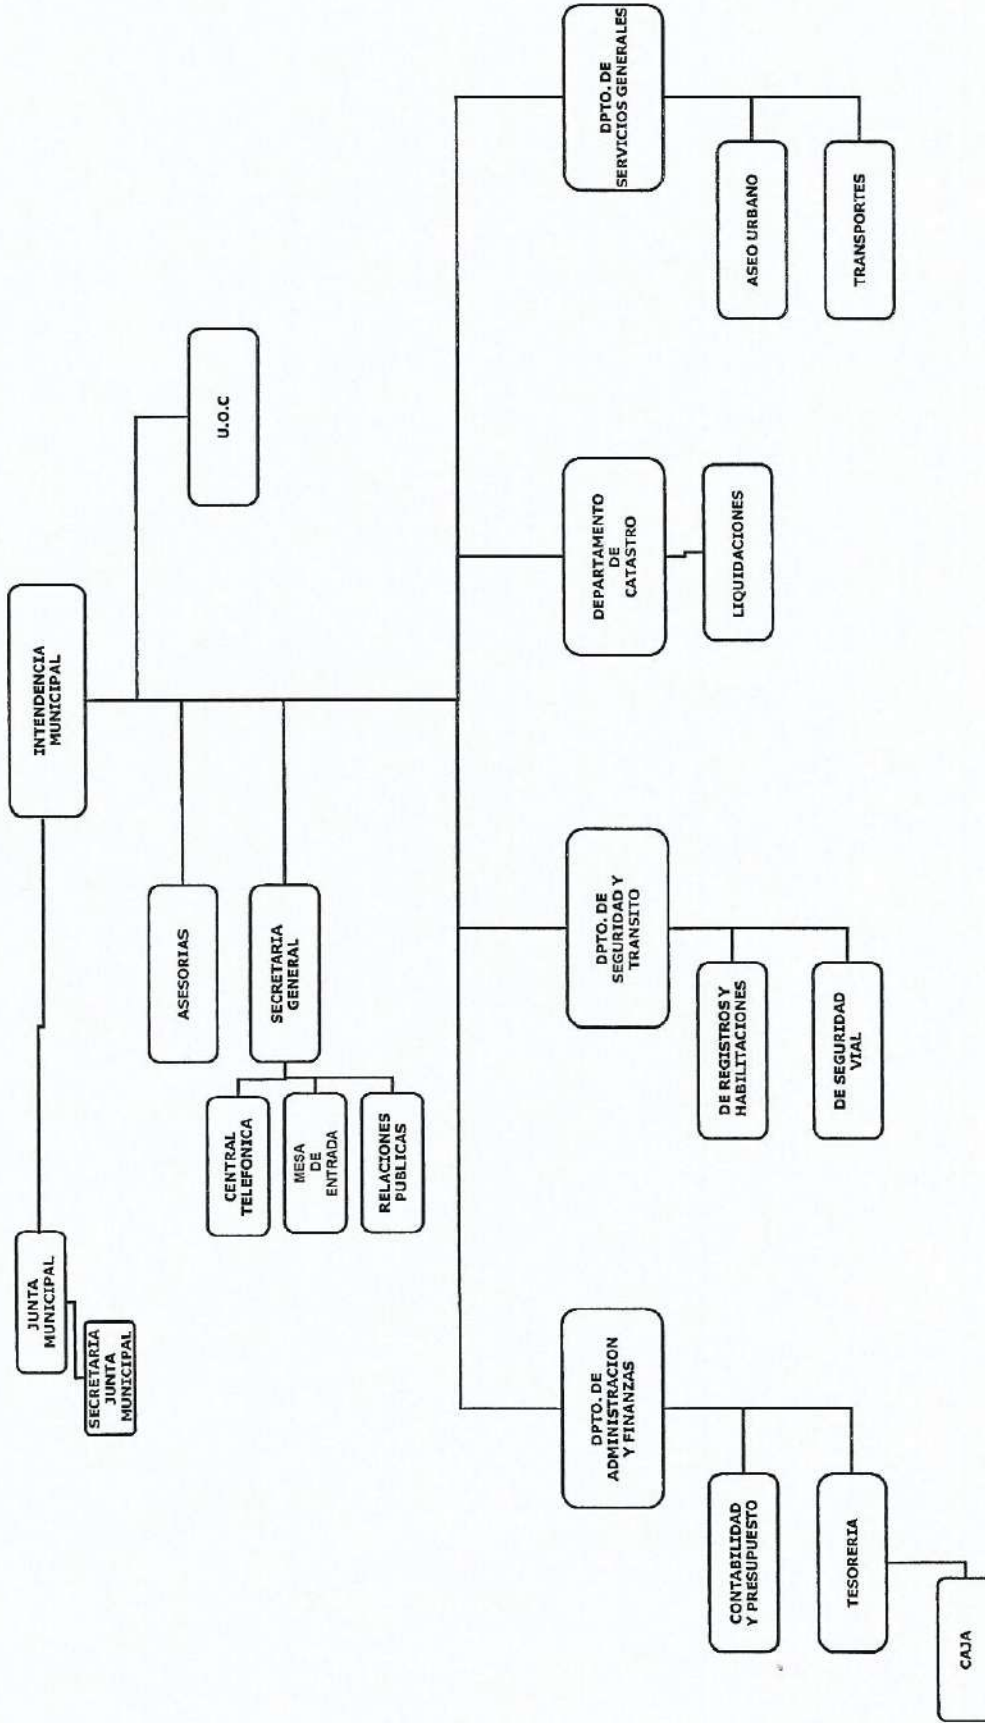 INTENDENCIA
MUNICIPAL
JUNTA
MUNICIPAL
SECRETARIA
JUNTA
MUNICIPAL
U.O.C
ASESORIAS
SECRETARIA
GENERAL
CENTRAL
TELEFONICA
MESA
DE
ENTRADA
RELACIONES
PUBLICAS
DPTO. DE
ADMINISTRACION
Y FINANZAS
CONTABILIDAD
Y PRESUPUESTO
TESORERIA
CAJA
DPTO. DE
SEGURIDAD Y
TRANSITO
DE REGISTROS Y
HABILITACIONES
DE SEGURIDAD
VIAL
DEPARTAMENTO
DE
CATASTRO
LIQUIDACIONES
DPTO. DE
SERVICIOS GENERALES
ASEO URBANO
TRANSPORTES